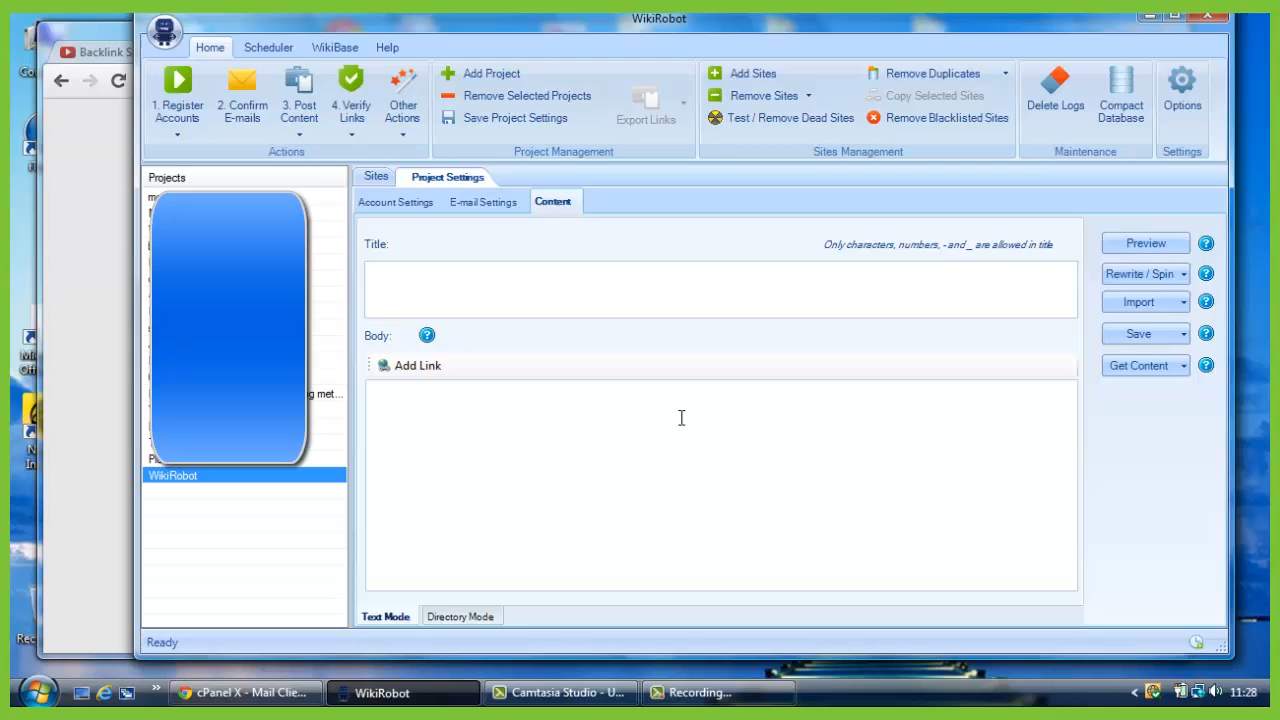 WikiRobot
Backlink S
Home Scheduler WikiBase Help
1. Register Accounts
2. Confirm E-mails
3. Post Content
4. Verify Links
Other Actions
Actions
Add Project
Remove Selected Projects
Save Project Settings
Export Links
Project Management
Add Sites
Remove Sites
Test / Remove Dead Sites
Remove Duplicates
Copy Selected Sites
Remove Blacklisted Sites
Sites Management
Delete Logs
Compact Database
Maintenance
Options
Settings
Projects
g met...
WikiRobot
Sites Project Settings
Account Settings E-mail Settings Content
Title: Only characters, numbers, - and _ are allowed in title
Body:
Add Link
Preview
Rewrite / Spin
Import
Save
Get Content
Text Mode Directory Mode
Ready
cPanel X - Mail Clie... WikiRobot Camtasia Studio - U... Recording... 11:28